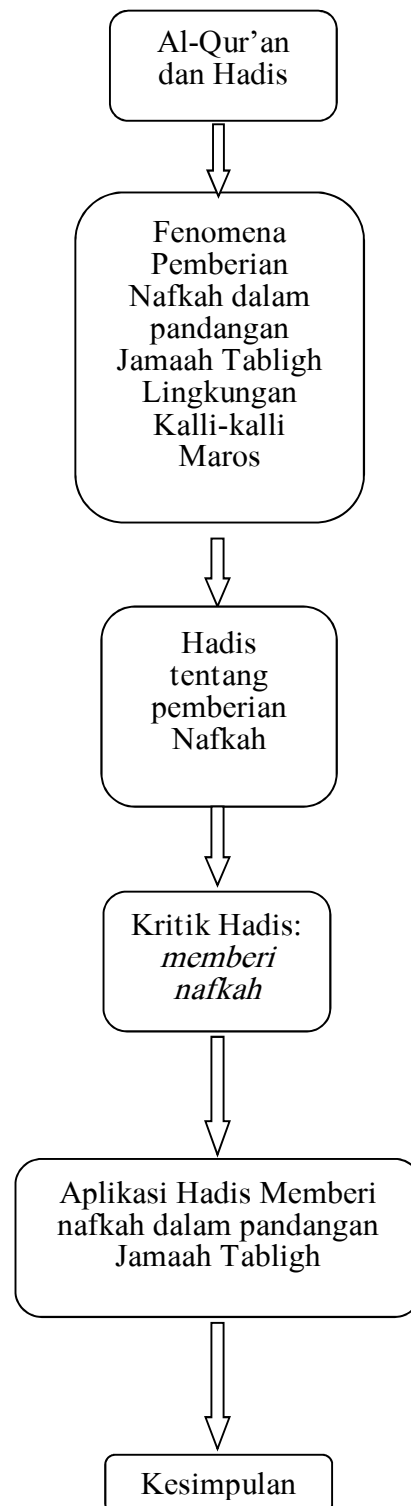 Al-Qur’an
dan Hadis
Fenomena
Pemberian
Nafkah dalam
pandangan
Jamaah Tabligh
Lingkungan
Kalli-kalli
Maros
Hadis
tentang
pemberian
Nafkah
Kritik Hadis:
memberi
nafkah
Aplikasi Hadis Memberi
nafkah dalam pandangan
Jamaah Tabligh
Kesimpulan